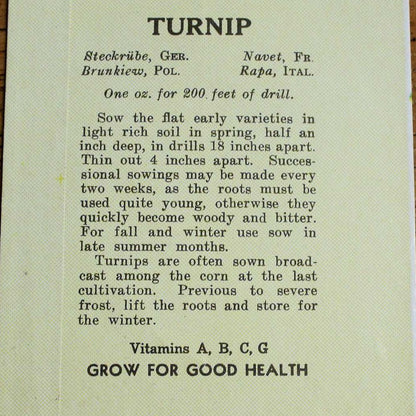 TURNIP
Steckrübe, GER. Navet, FR.
Brunkiew, POL. Rapa, ITAL.
One oz. for 200 feet of drill.
Sow the flat early varieties in
light rich soil in spring, half an
inch deep, in drills 18 inches apart.
Thin out 4 inches apart. Succes-
sional sowings may be made every
two weeks, as the roots must be
used quite young, otherwise they
quickly become woody and bitter.
For fall and winter use sow in
late summer months.
Turnips are often sown broad-
cast among the corn at the last
cultivation. Previous to severe
frost, lift the roots and store for
the winter.
Vitamins A, B, C, G
GROW FOR GOOD HEALTH